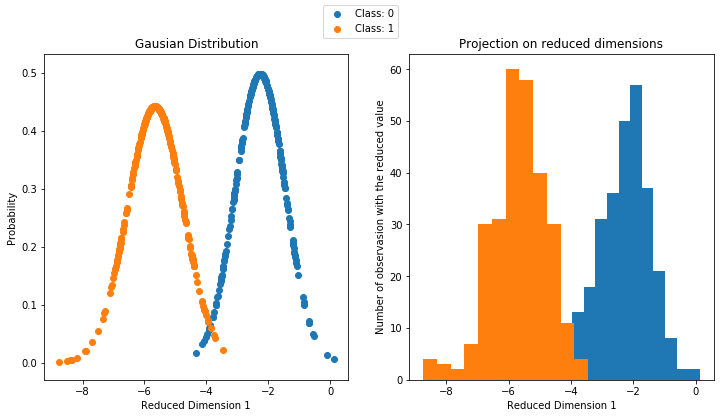 Class: 0
Class: 1
Gausian Distribution
Probability
0.5
0.4
0.3
0.2
0.1
0.0
−8
−6
−4
−2
0
Reduced Dimension 1
Projection on reduced dimensions
Number of observasion with the reduced value
60
50
40
30
20
10
0
−8
−6
−4
−2
0
Reduced Dimension 1